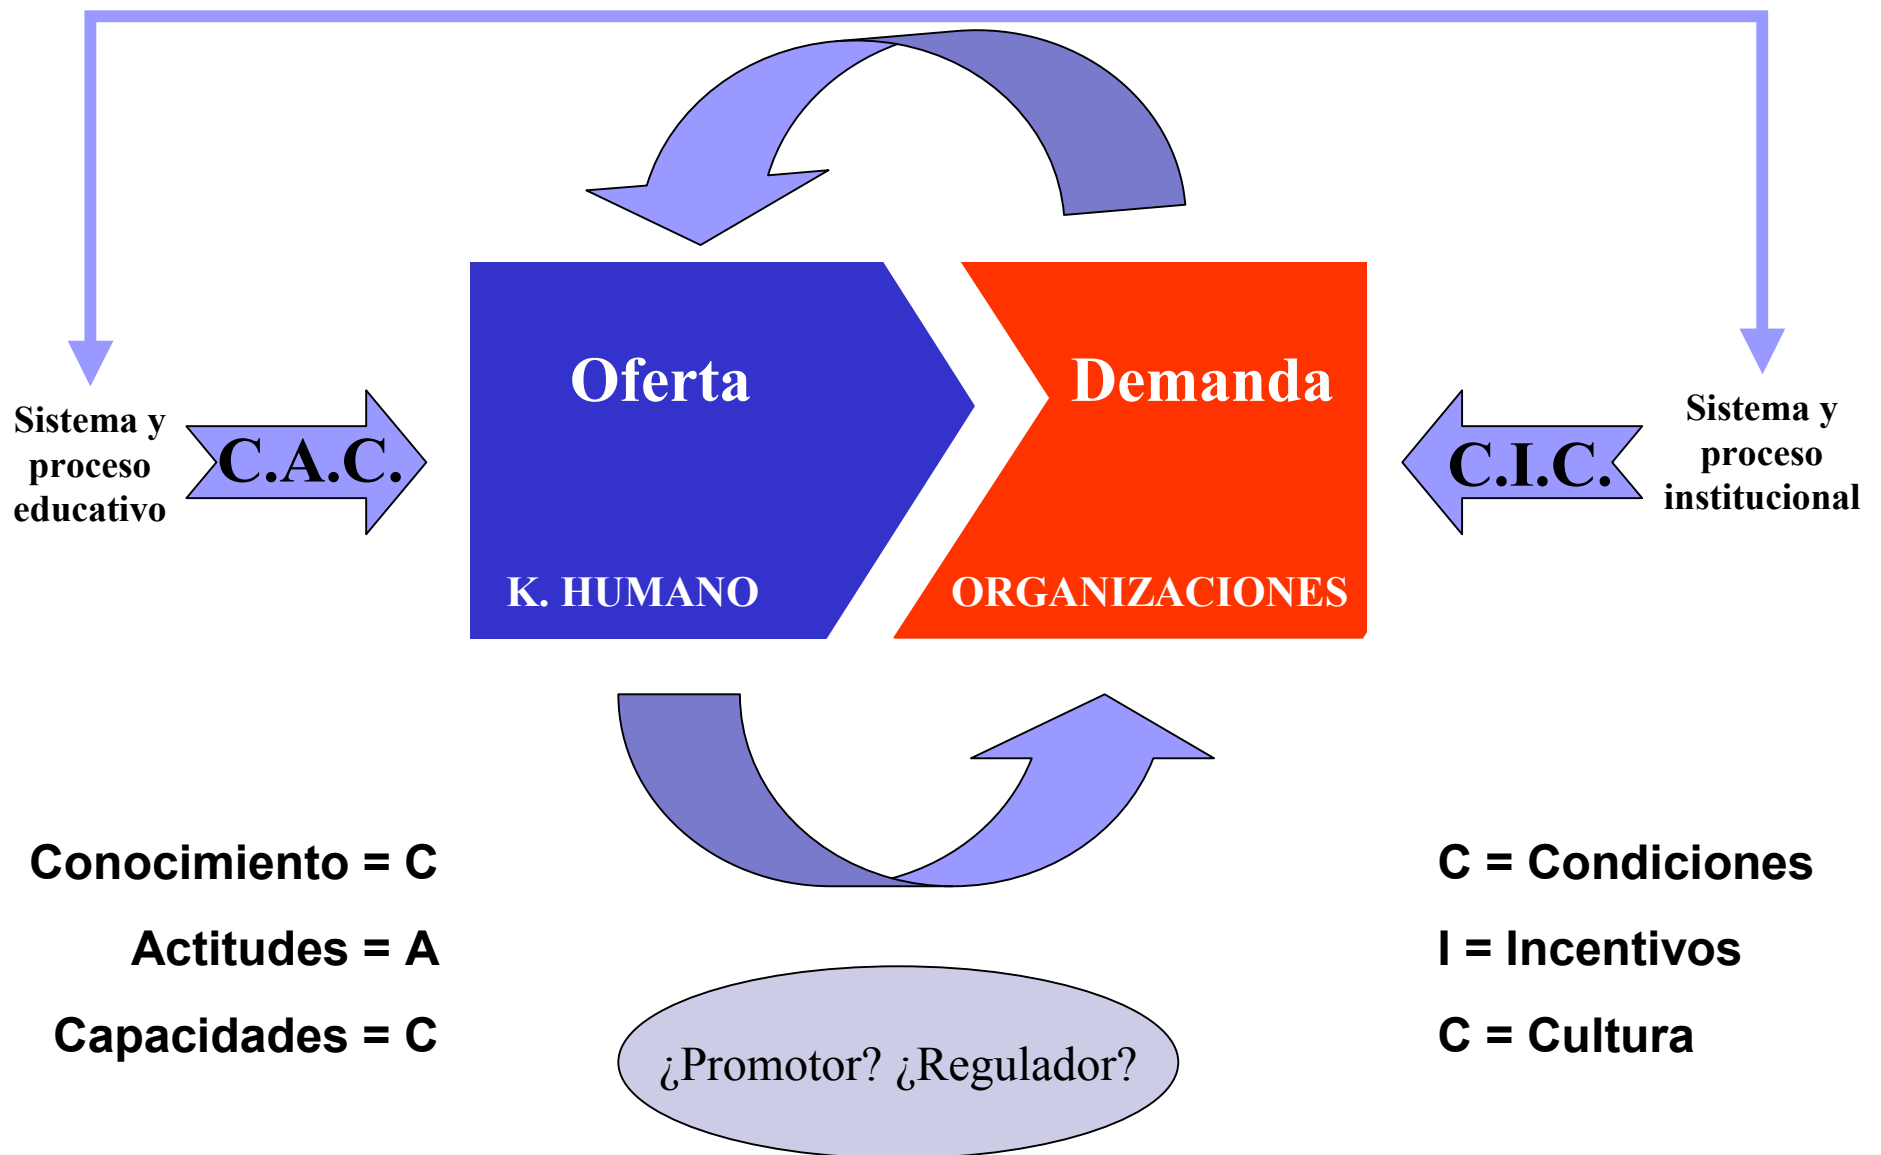 Oferta
Demanda
Sistema y
proceso
educativo
C.A.C.
C.I.C.
Sistema y
proceso
institucional
K. HUMANO
ORGANIZACIONES
Conocimiento = C
Actitudes = A
Capacidades = C
C = Condiciones
I = Incentivos
C = Cultura
¿Promotor? ¿Regulador?